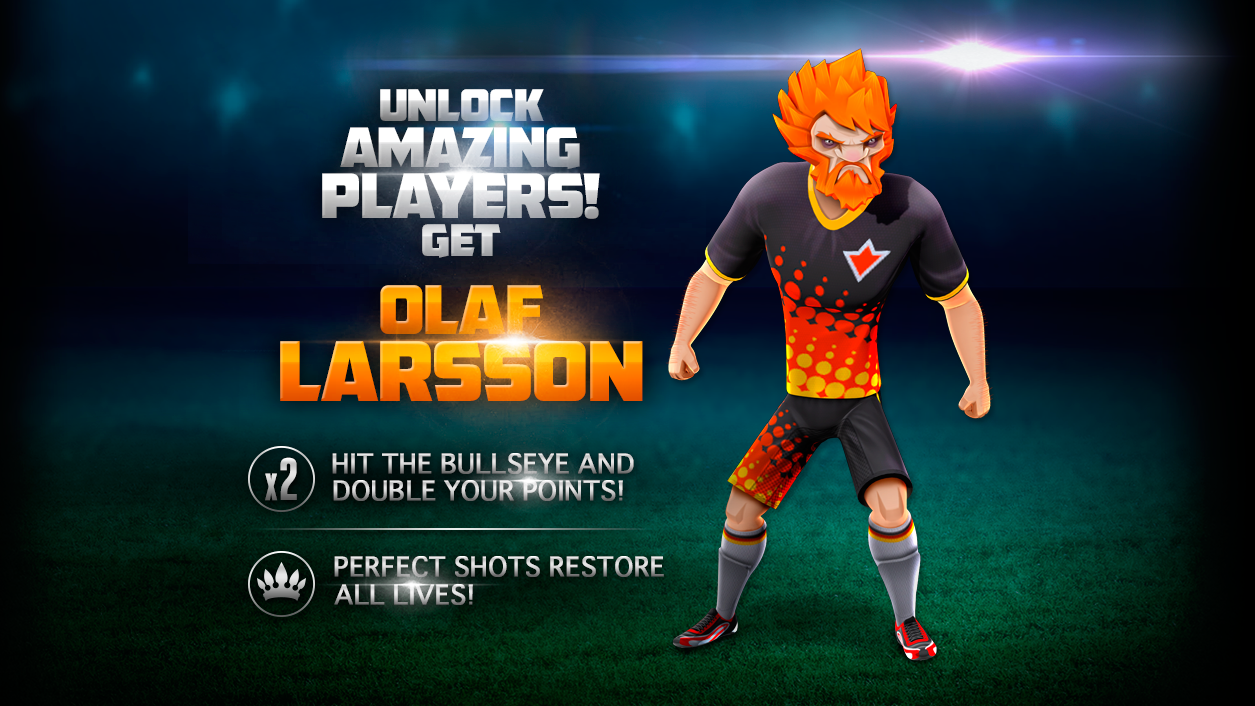 UNLOCK
AMAZING
PLAYERS!
GET
OLAF
LARSSON
x2
HIT THE BULLSEYE AND
DOUBLE YOUR POINTS!
PERFECT SHOTS RESTORE
ALL LIVES!